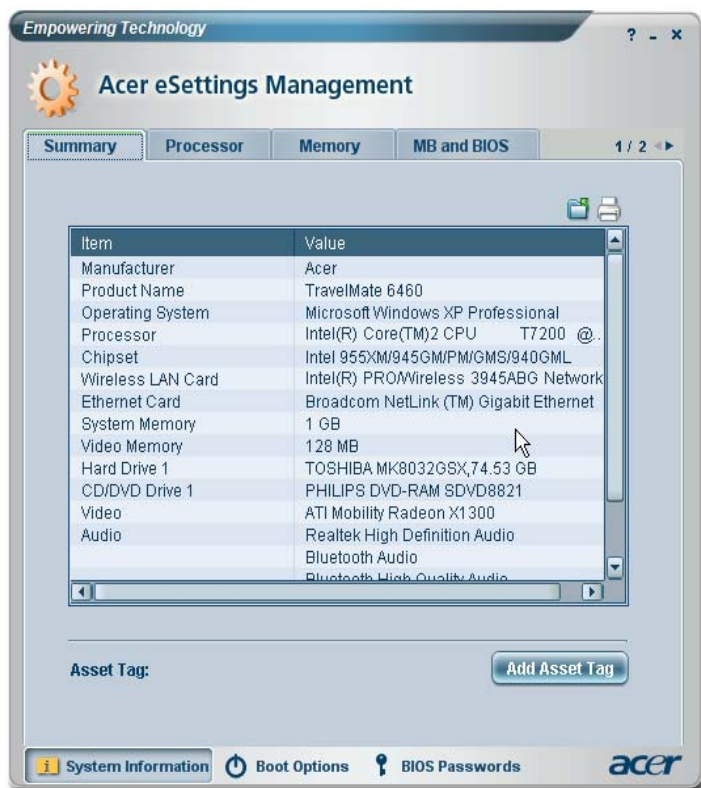 Empowering Technology
? - x
Acer eSettings Management
Summary Processor Memory MB and BIOS 1 / 2
Item Value
Manufacturer Acer
Product Name TravelMate 6460
Operating System Microsoft Windows XP Professional
Processor Intel(R) Core(TM)2 CPU T7200 @..
Chipset Intel 955XM/945GM/PM/GMS/940GML
Wireless LAN Card Intel(R) PRO/Wireless 3945ABG Network
Ethernet Card Broadcom NetLink (TM) Gigabit Ethernet
System Memory 1 GB
Video Memory 128 MB
Hard Drive 1 TOSHIBA MK8032GSX,74.53 GB
CD/DVD Drive 1 PHILIPS DVD-RAM SDVD8821
Video ATI Mobility Radeon X1300
Audio Realtek High Definition Audio
Bluetooth Audio
Bluetooth High Quality Audio
Asset Tag: Add Asset Tag
i System Information Boot Options BIOS Passwords acer